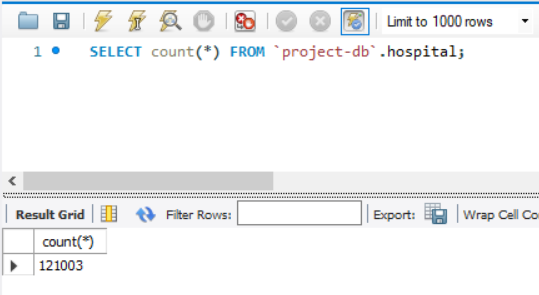 Limit to 1000 rows
1 SELECT count(*) FROM `project-db`.hospital;
Result Grid Filter Rows: Export: Wrap Cell Co
count(*)
121003